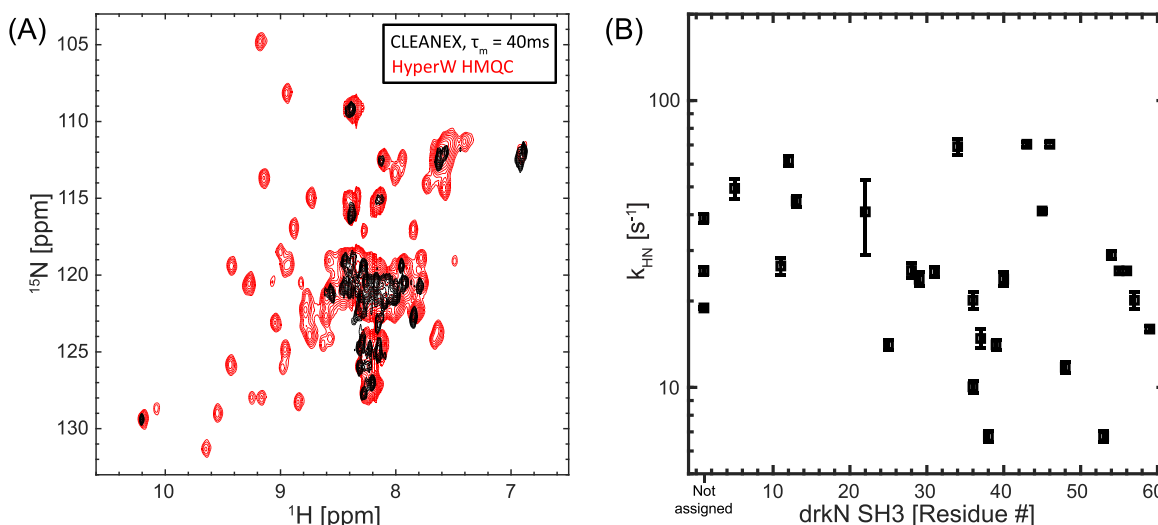 (A)
CLEANEX, τm = 40ms
HyperW HMQC
105
110
115
120
125
130
15N [ppm]
10 9 8 7
1H [ppm]
(B)
100
10
kHN [s-1]
Not assigned 10 20 30 40 50 60
drkN SH3 [Residue #]